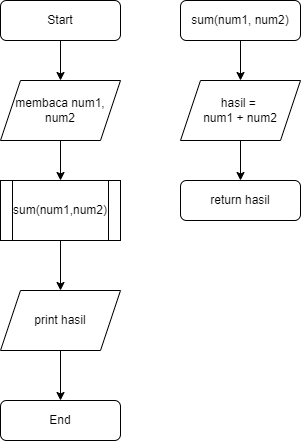 Start
membaca num1,
num2
sum(num1,num2)
print hasil
End
sum(num1, num2)
hasil =
num1 + num2
return hasil